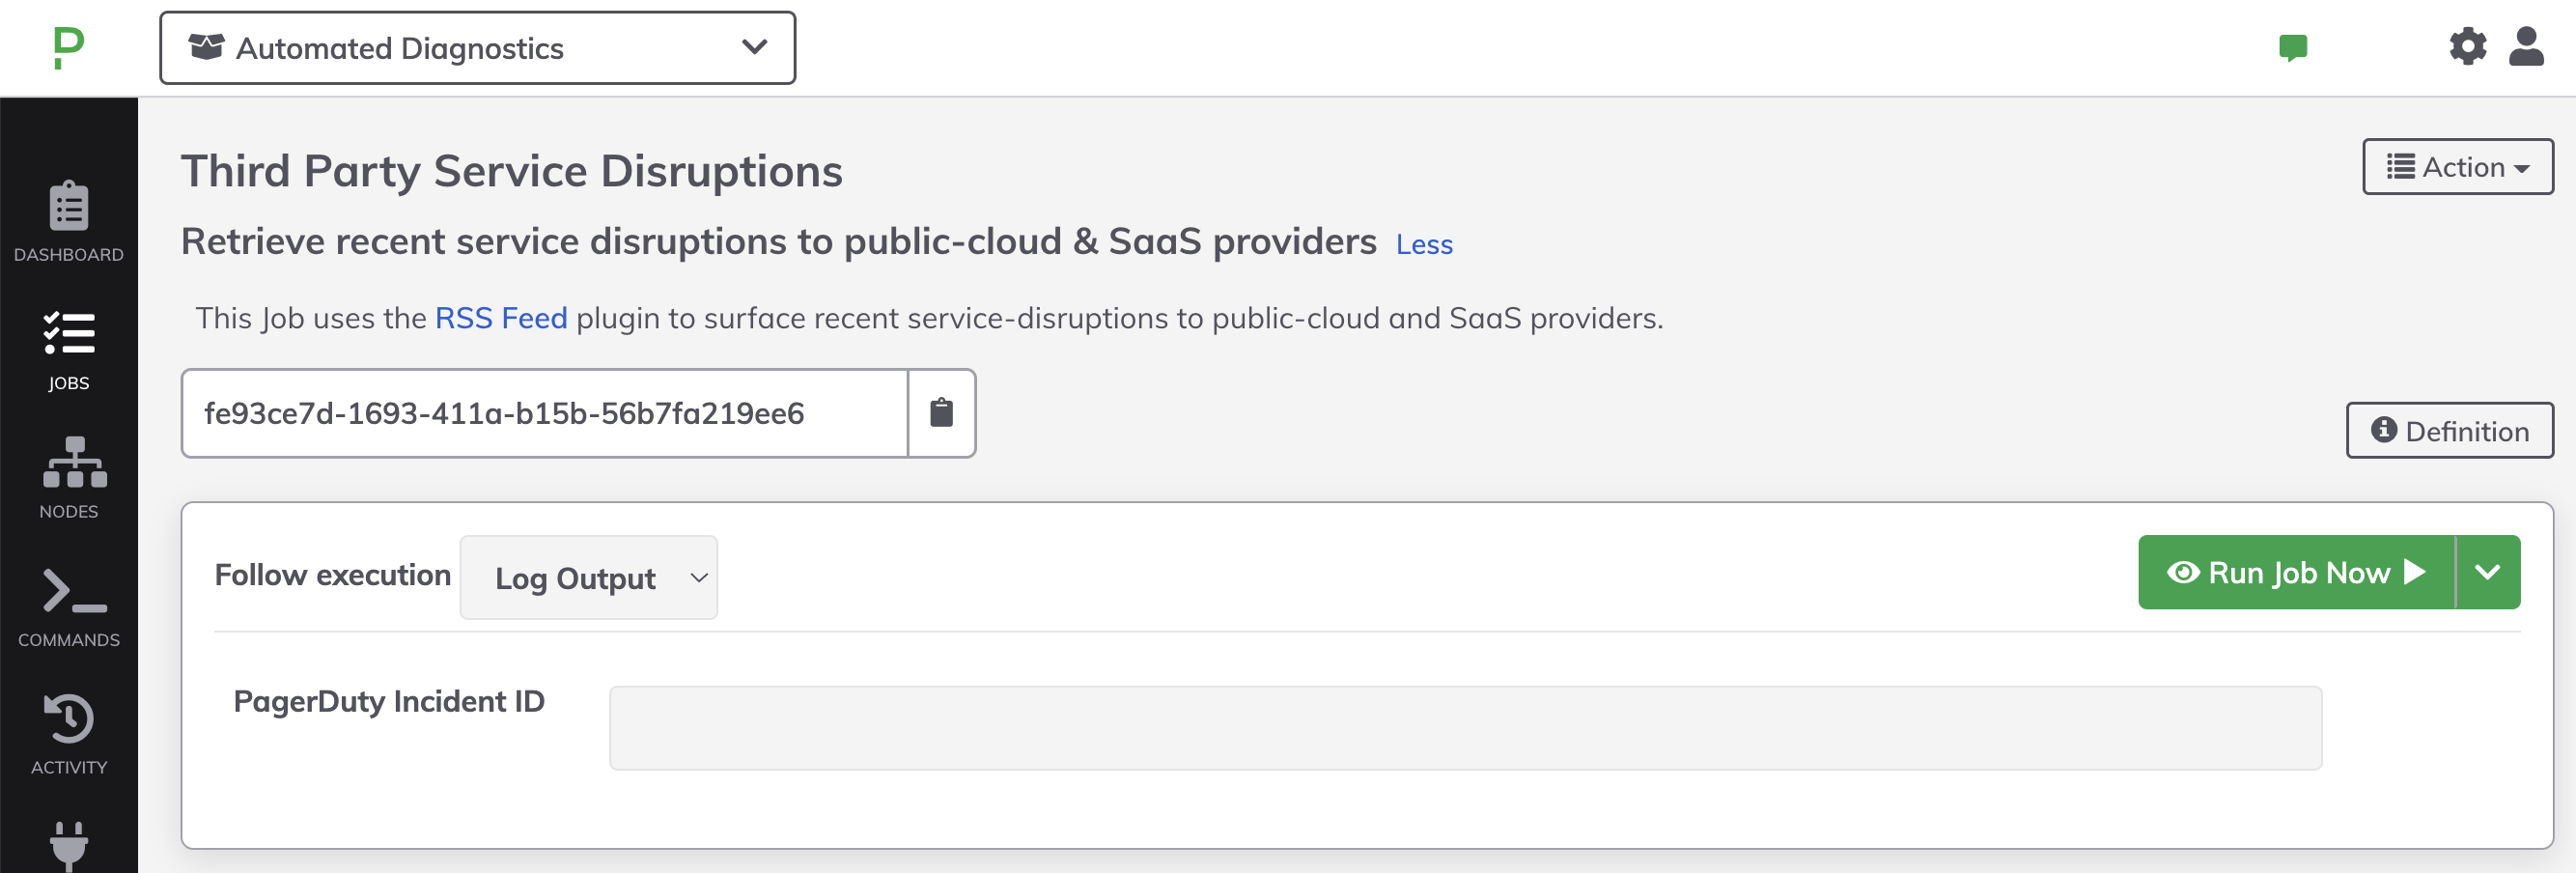 Automated Diagnostics
DASHBOARD
JOBS
NODES
COMMANDS
ACTIVITY
Third Party Service Disruptions
Action
Retrieve recent service disruptions to public-cloud & SaaS providers Less
This Job uses the RSS Feed plugin to surface recent service-disruptions to public-cloud and SaaS providers.
fe93ce7d-1693-411a-b15b-56b7fa219ee6
Definition
Follow execution Log Output
Run Job Now
PagerDuty Incident ID